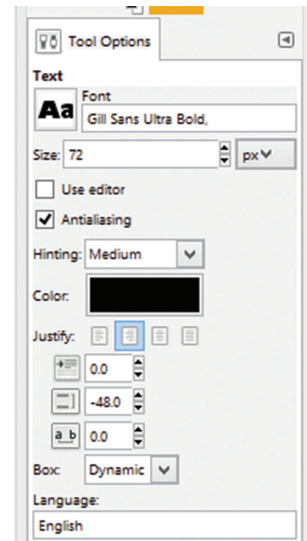 Tool Options
Text
Aa
Font
Gill Sans Ultra Bold,
Size: 72 px
Use editor
Antialiasing
Hinting: Medium
Color:
Justify:
0.0
-48.0
a b 0.0
Box: Dynamic
Language:
English